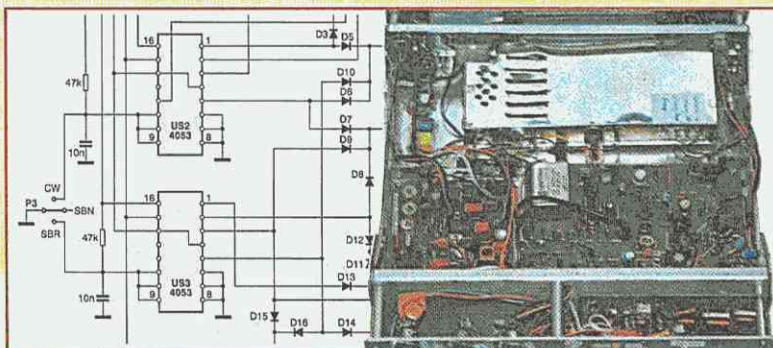 D3
D5
16
1
D10
47k
D6
US2
4053
D7
D9
10n
9
8
D8
CW
P3
SBN
SBR
16
1
47k
D12
D11
US3
4053
D13
10n
9
8
D15
D16
D14